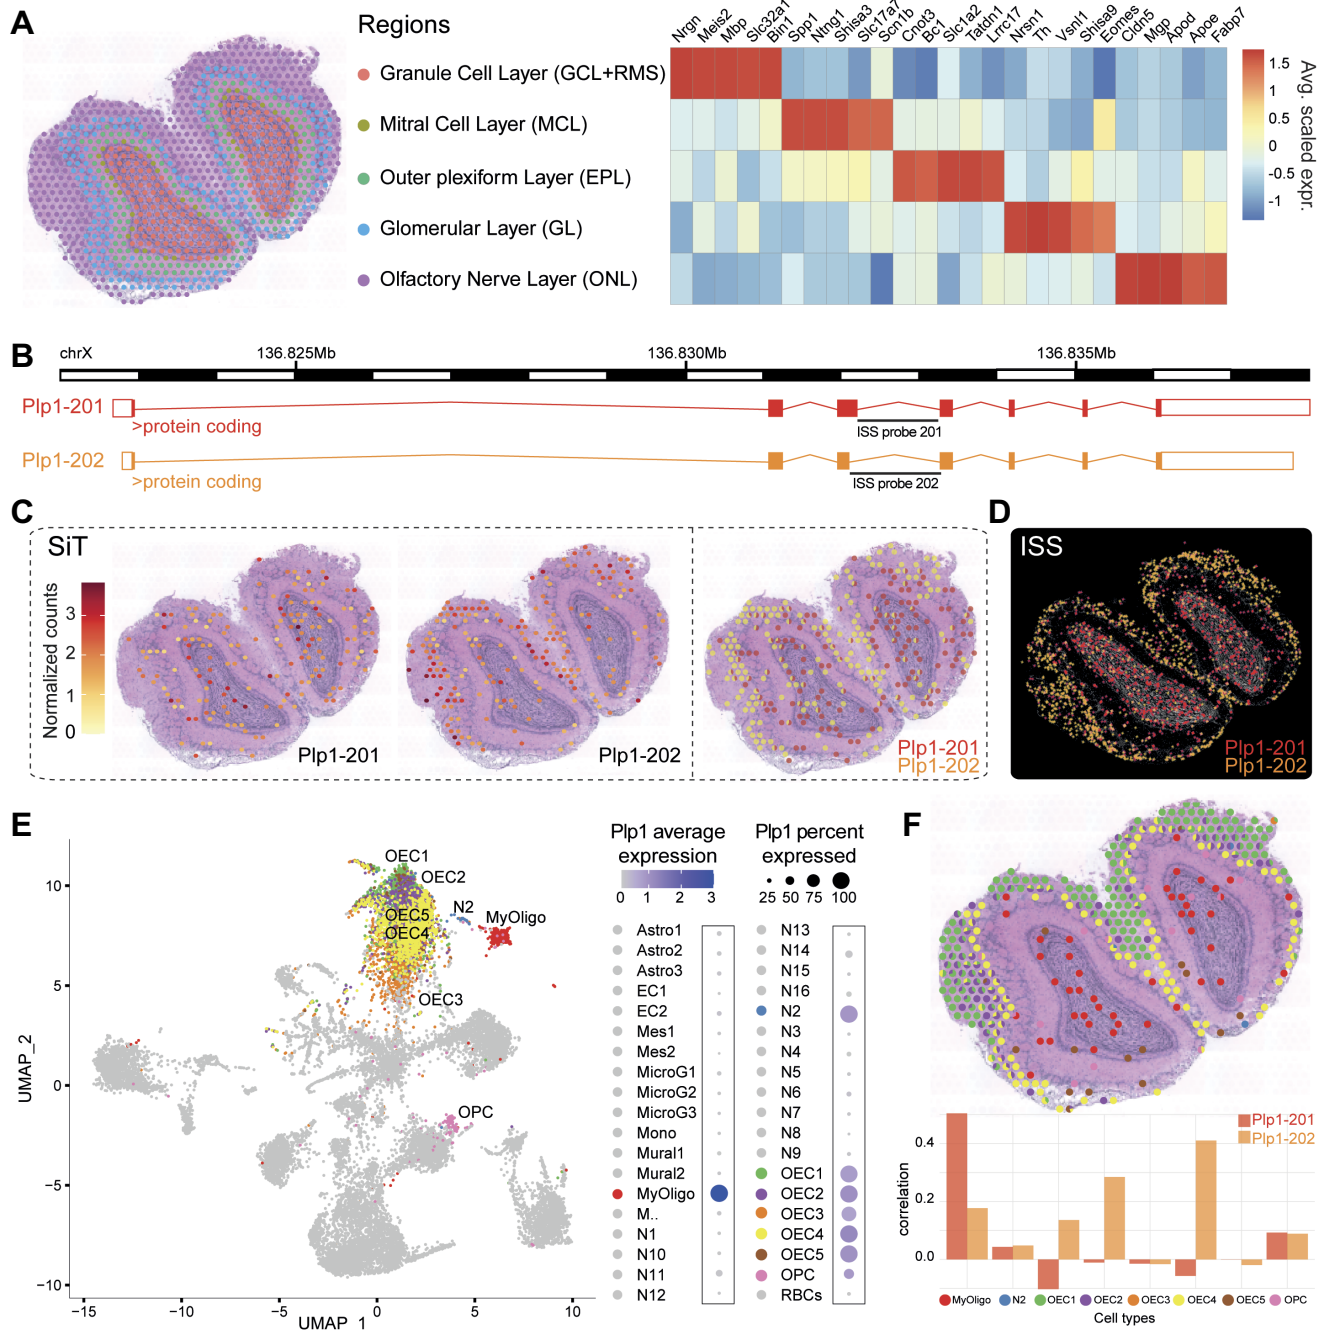 A
Regions
Granule Cell Layer (GCL+RMS)
Mitral Cell Layer (MCL)
Outer plexiform Layer (EPL)
Glomerular Layer (GL)
Olfactory Nerve Layer (ONL)
Nrgn
Meis2
Mbp
Slc32a1
Bin1
Spp1
Ntng1
Shisa3
Slc17a7
Scn1b
Cnot3
Bc1
Slc1a2
Tatdn1
Lrrc17
Nrsn1
Th
Vsnl1
Shisa9
Eomes
Cldn5
Mgp
Apod
Apoe
Fabp7
1.5
1
0.5
0
-0.5
-1
Avg. scaled expr.
B
chrX
136.825Mb
136.830Mb
136.835Mb
Plp1-201
>protein coding
ISS probe 201
Plp1-202
>protein coding
ISS probe 202
C
SiT
Normalized counts
3
2
1
0
Plp1-201
Plp1-202
Plp1-201
Plp1-202
D
ISS
Plp1-201
Plp1-202
E
UMAP_2
10
5
0
−5
−10
−15
−10
−5
0
5
10
UMAP_1
OEC1
OEC2
OEC5
OEC4
N2
MyOligo
OEC3
OPC
Plp1 average
expression
0 1 2 3
Plp1 percent
expressed
25 50 75 100
Astro1
Astro2
Astro3
EC1
EC2
Mes1
Mes2
MicroG1
MicroG2
MicroG3
Mono
Mural1
Mural2
MyOligo
M..
N1
N10
N11
N12
N13
N14
N15
N16
N2
N3
N4
N5
N6
N7
N8
N9
OEC1
OEC2
OEC3
OEC4
OEC5
OPC
RBCs
F
Plp1-201
Plp1-202
correlation
0.4
0.2
0.0
MyOligo N2 OEC1 OEC2 OEC3 OEC4 OEC5 OPC
Cell types